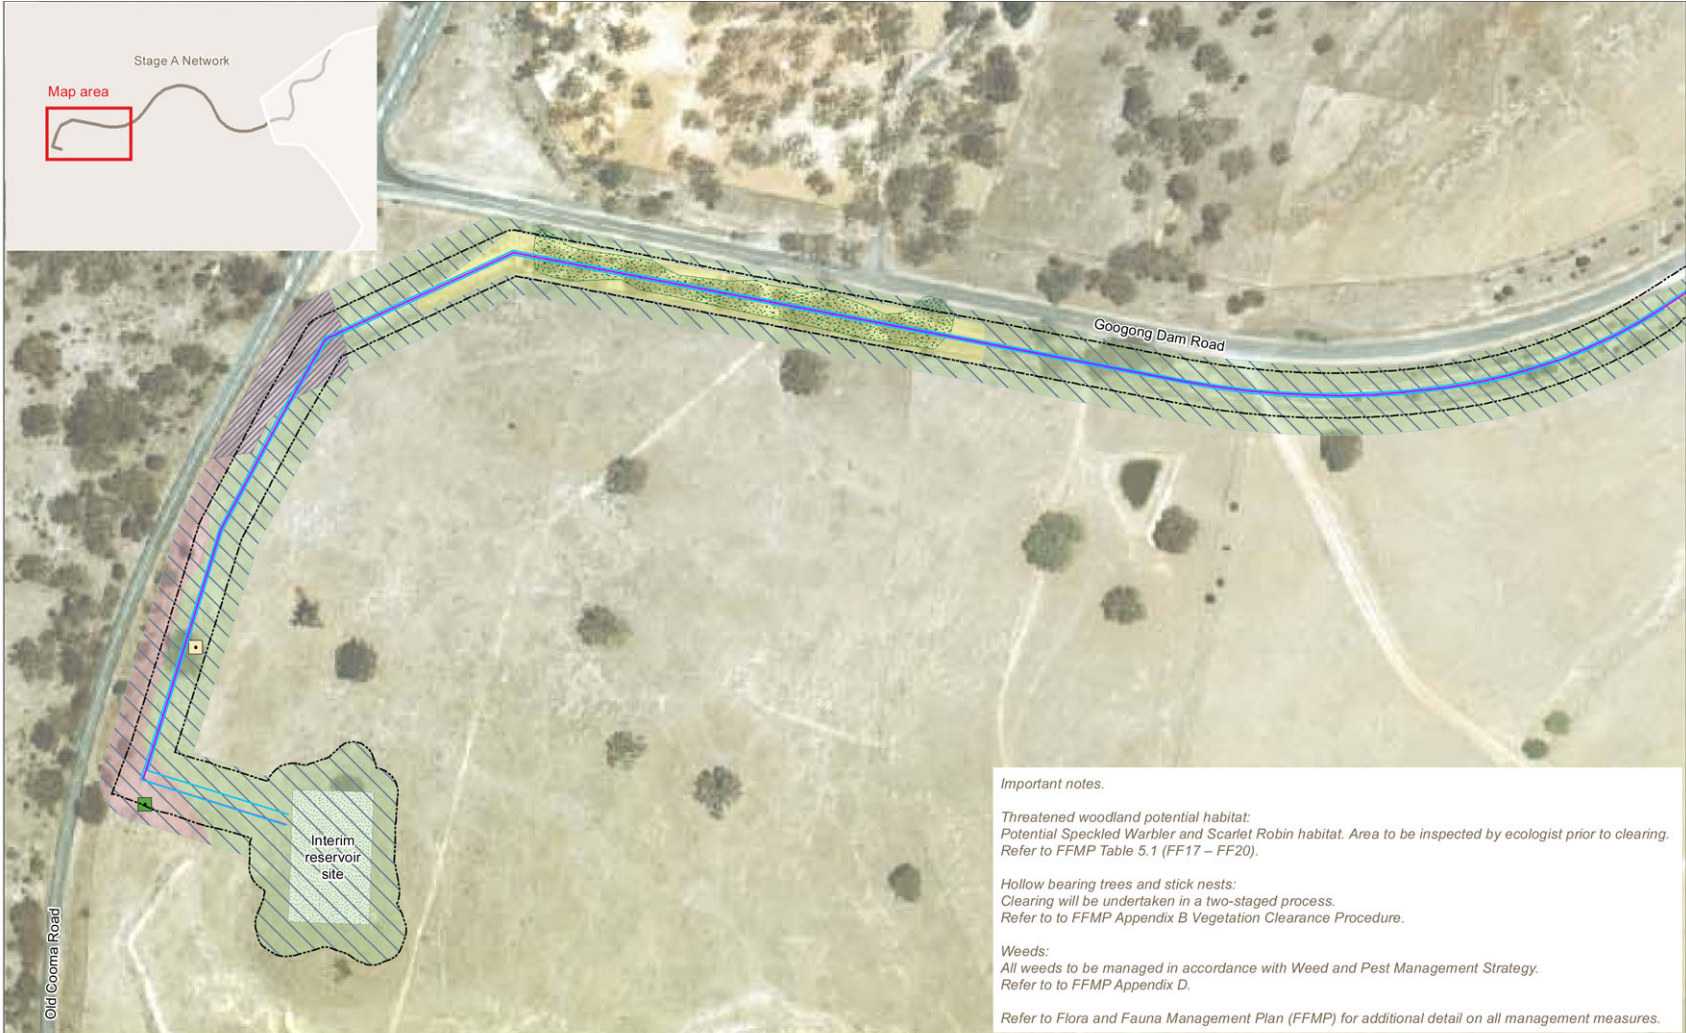 Stage A Network
Map area
Googong Dam Road
Interim
reservoir
site
Old Cooma Road
Important notes.
Threatened woodland potential habitat:
Potential Speckled Warbler and Scarlet Robin habitat. Area to be inspected by ecologist prior to clearing.
Refer to FFMP Table 5.1 (FF17 – FF20).
Hollow bearing trees and stick nests:
Clearing will be undertaken in a two-staged process.
Refer to to FFMP Appendix B Vegetation Clearance Procedure.
Weeds:
All weeds to be managed in accordance with Weed and Pest Management Strategy.
Refer to to FFMP Appendix D.
Refer to Flora and Fauna Management Plan (FFMP) for additional detail on all management measures.